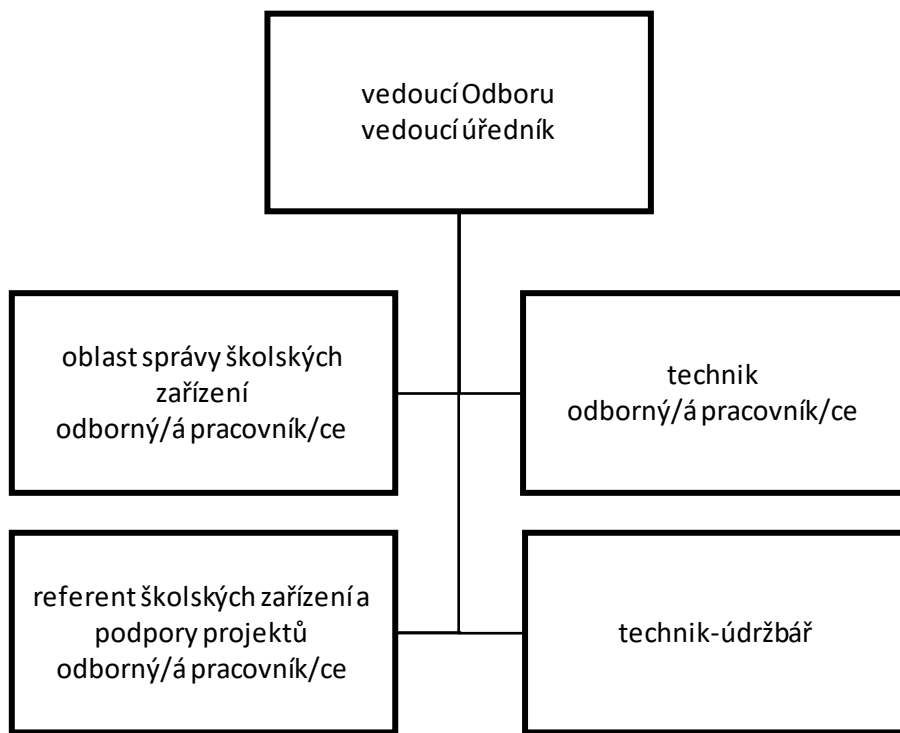 vedoucí Odboru
vedoucí úředník
oblast správy školských
zařízení
odborný/á pracovník/ce
technik
odborný/á pracovník/ce
referent školských zařízení a
podpory projektů
odborný/á pracovník/ce
technik-údržbář